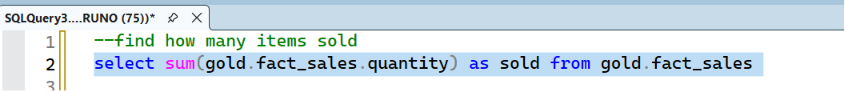 SQLQuery3....RUNO (75))*
1 --find how many items sold
2 select sum(gold.fact_sales.quantity) as sold from gold.fact_sales
3